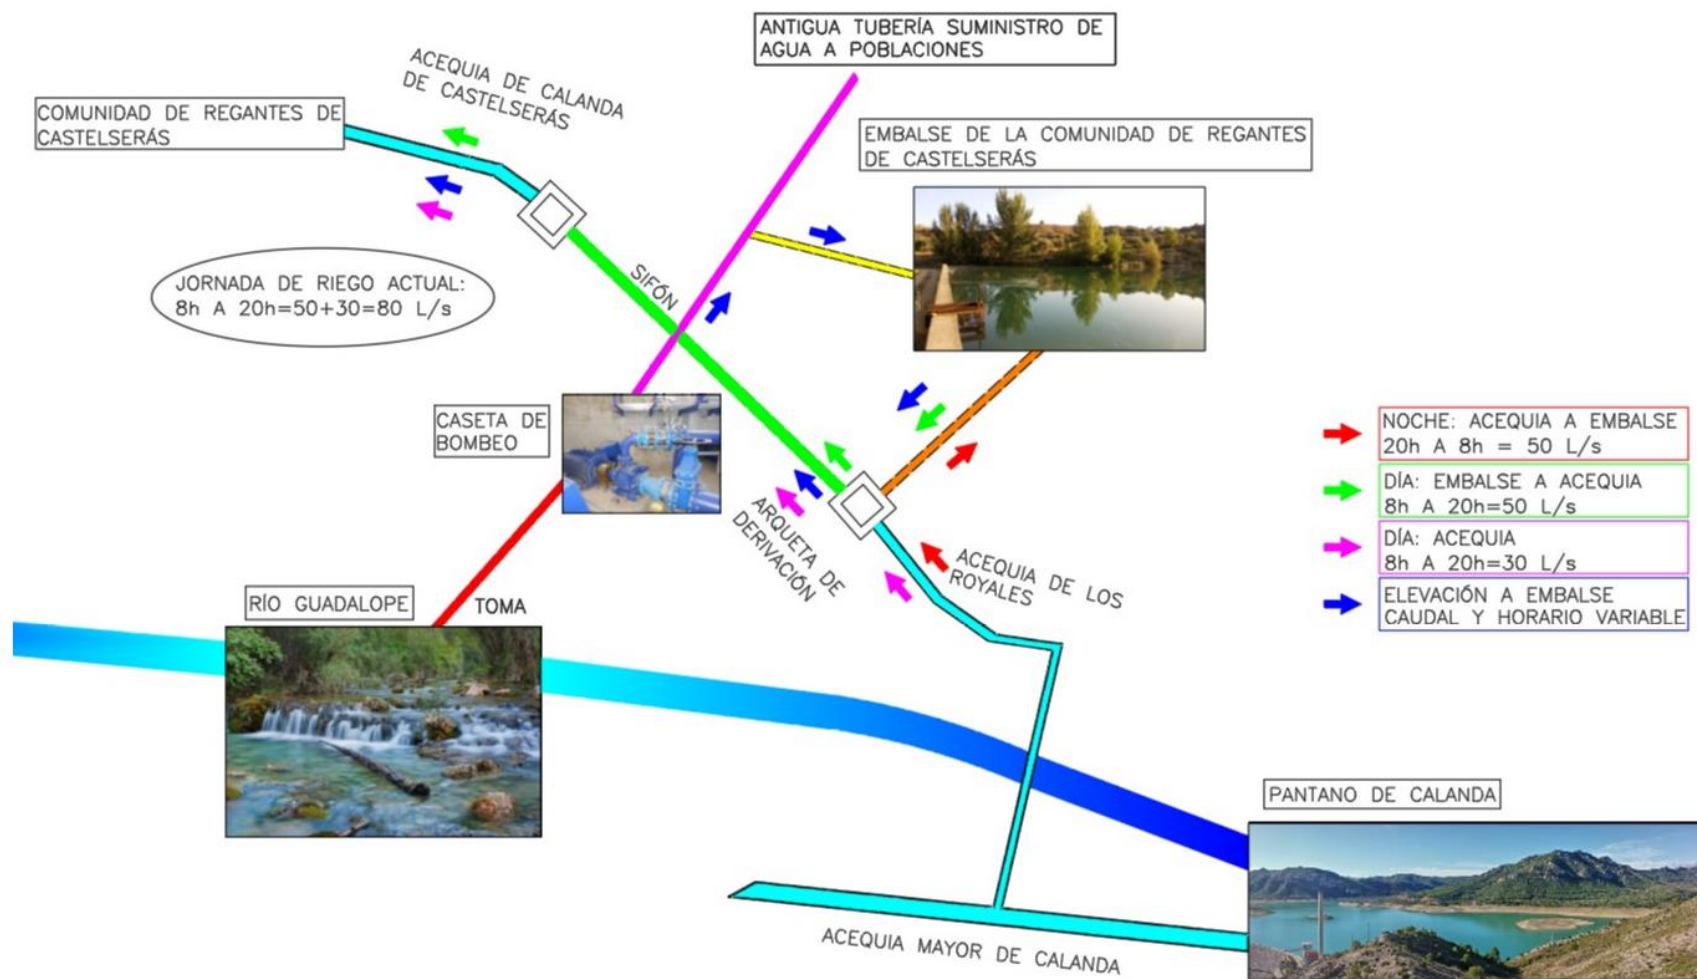 ANTIGUA TUBERÍA SUMINISTRO DE
AGUA A POBLACIONES
ACEQUIA DE CALANDA
DE CASTELSERÁS
COMUNIDAD DE REGANTES DE
CASTELSERÁS
EMBALSE DE LA COMUNIDAD DE REGANTES
DE CASTELSERÁS
JORNADA DE RIEGO ACTUAL:
8h A 20h=50+30=80 L/s
SIFÓN
CASETA DE
BOMBEO
NOCHE: ACEQUIA A EMBALSE
20h A 8h = 50 L/s
DÍA: EMBALSE A ACEQUIA
8h A 20h=50 L/s
DÍA: ACEQUIA
8h A 20h=30 L/s
ELEVACIÓN A EMBALSE
CAUDAL Y HORARIO VARIABLE
ARQUETA DE
DERIVACIÓN
ACEQUIA DE LOS
ROYALES
RÍO GUADALOPE
TOMA
PANTANO DE CALANDA
ACEQUIA MAYOR DE CALANDA